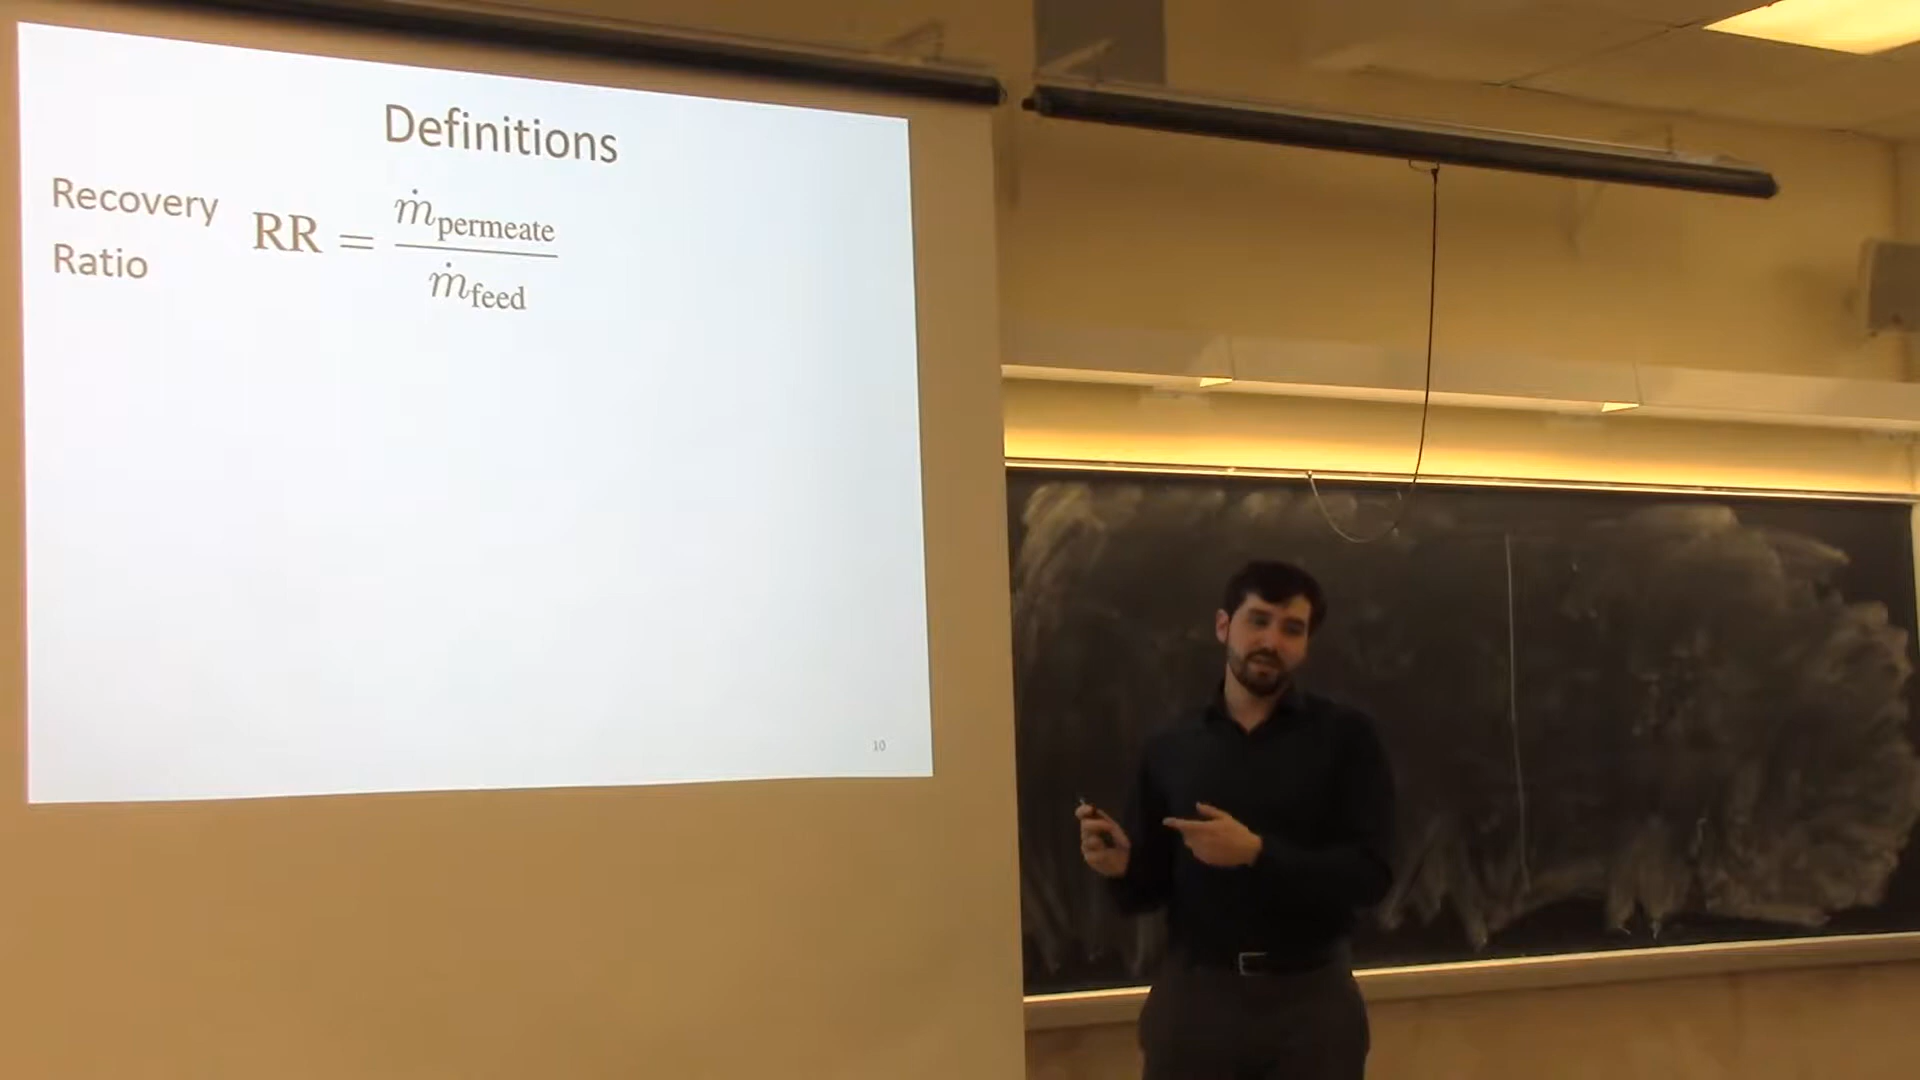 Definitions
Recovery
Ratio
RR = ṁpermeate / ṁfeed
10